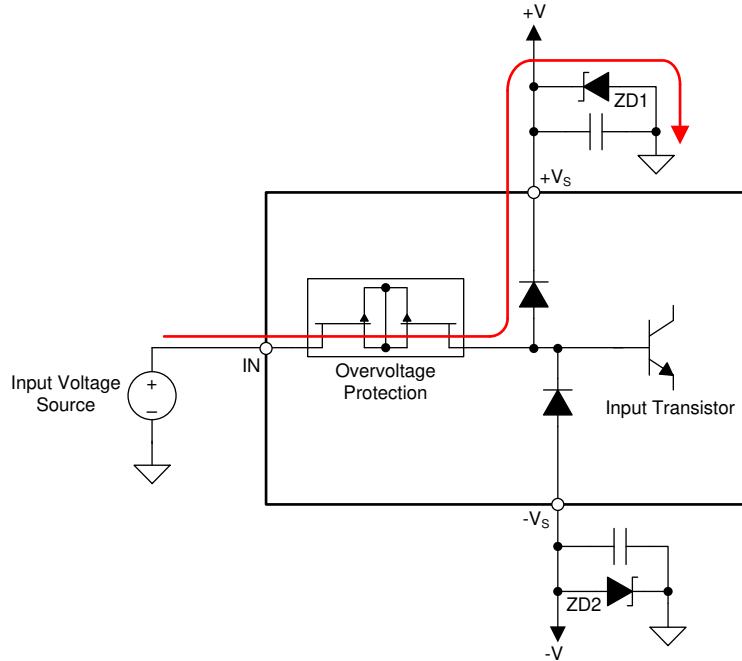 +V
ZD1
+VS
IN
Overvoltage
Protection
Input Voltage
Source
+
−
Input Transistor
-VS
ZD2
-V